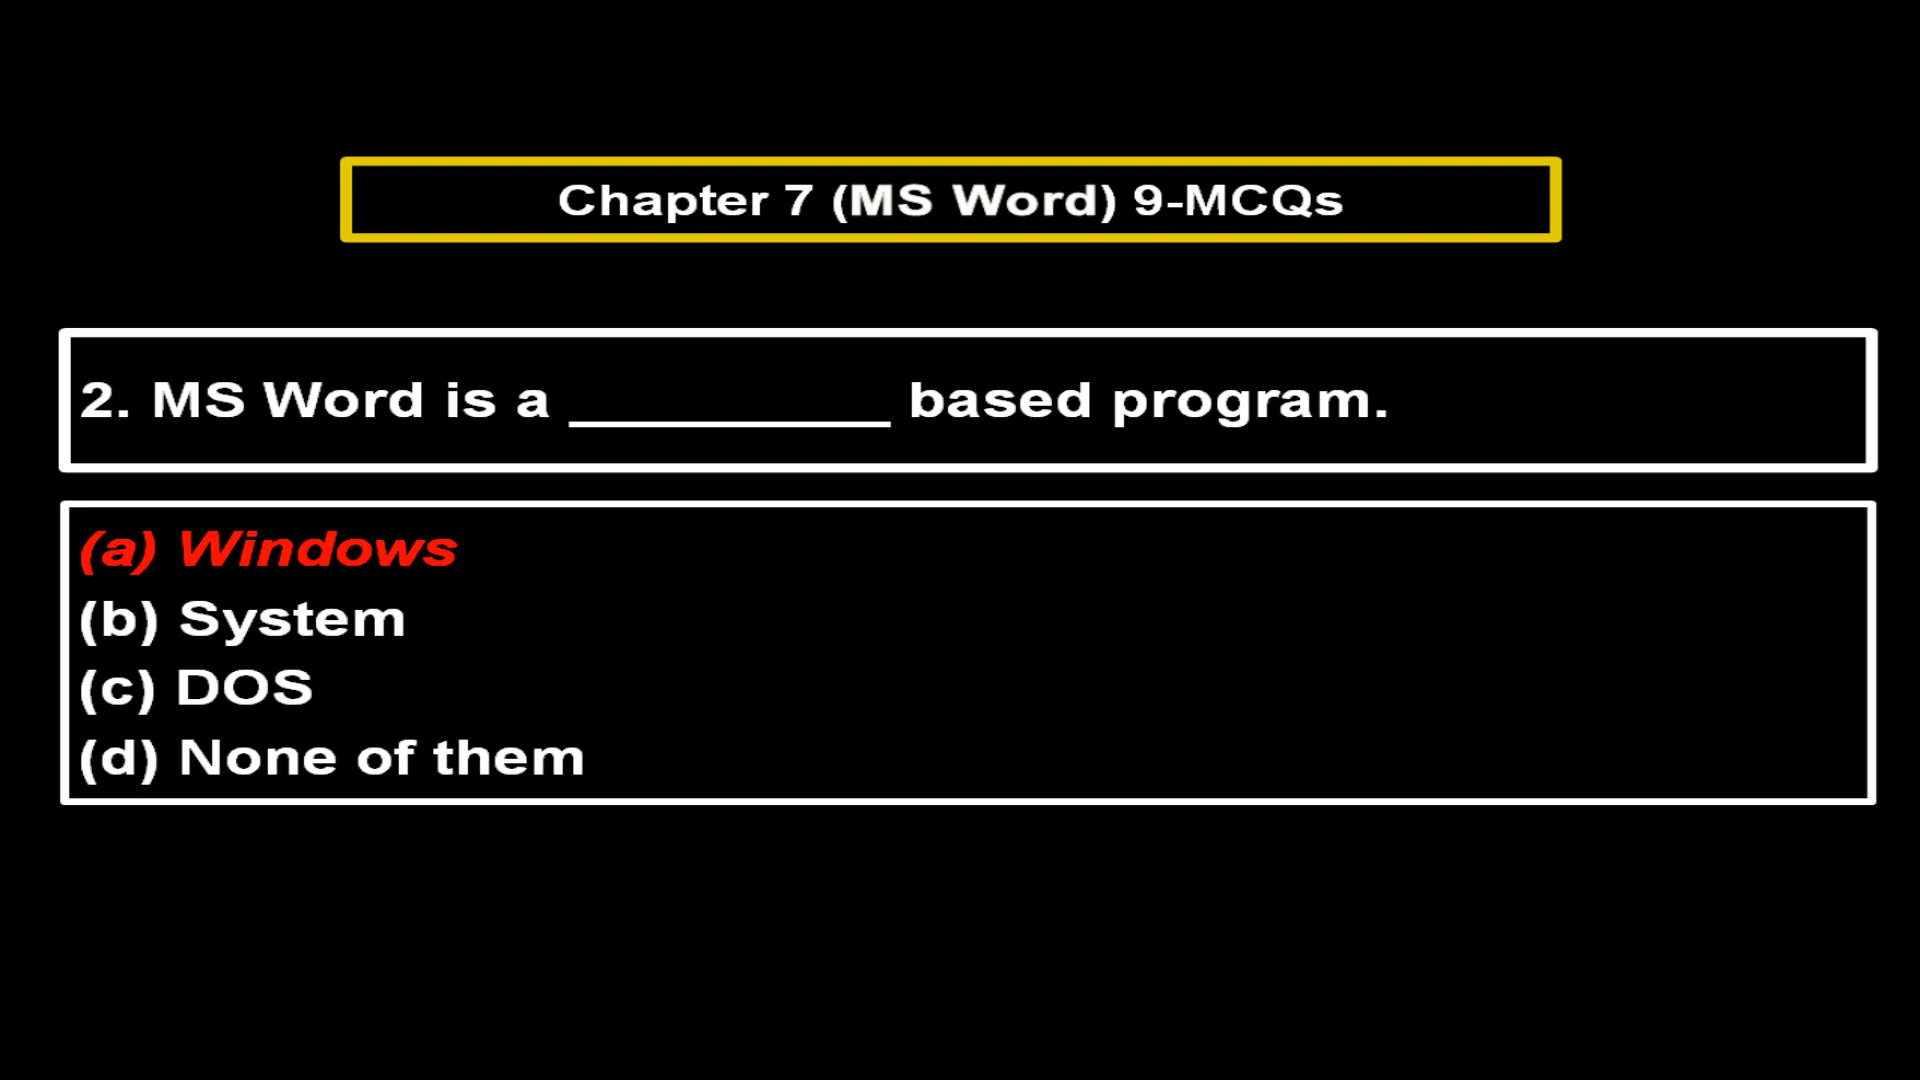 Chapter 7 (MS Word) 9-MCQs
2. MS Word is a __________ based program.
(a) Windows
(b) System
(c) DOS
(d) None of them